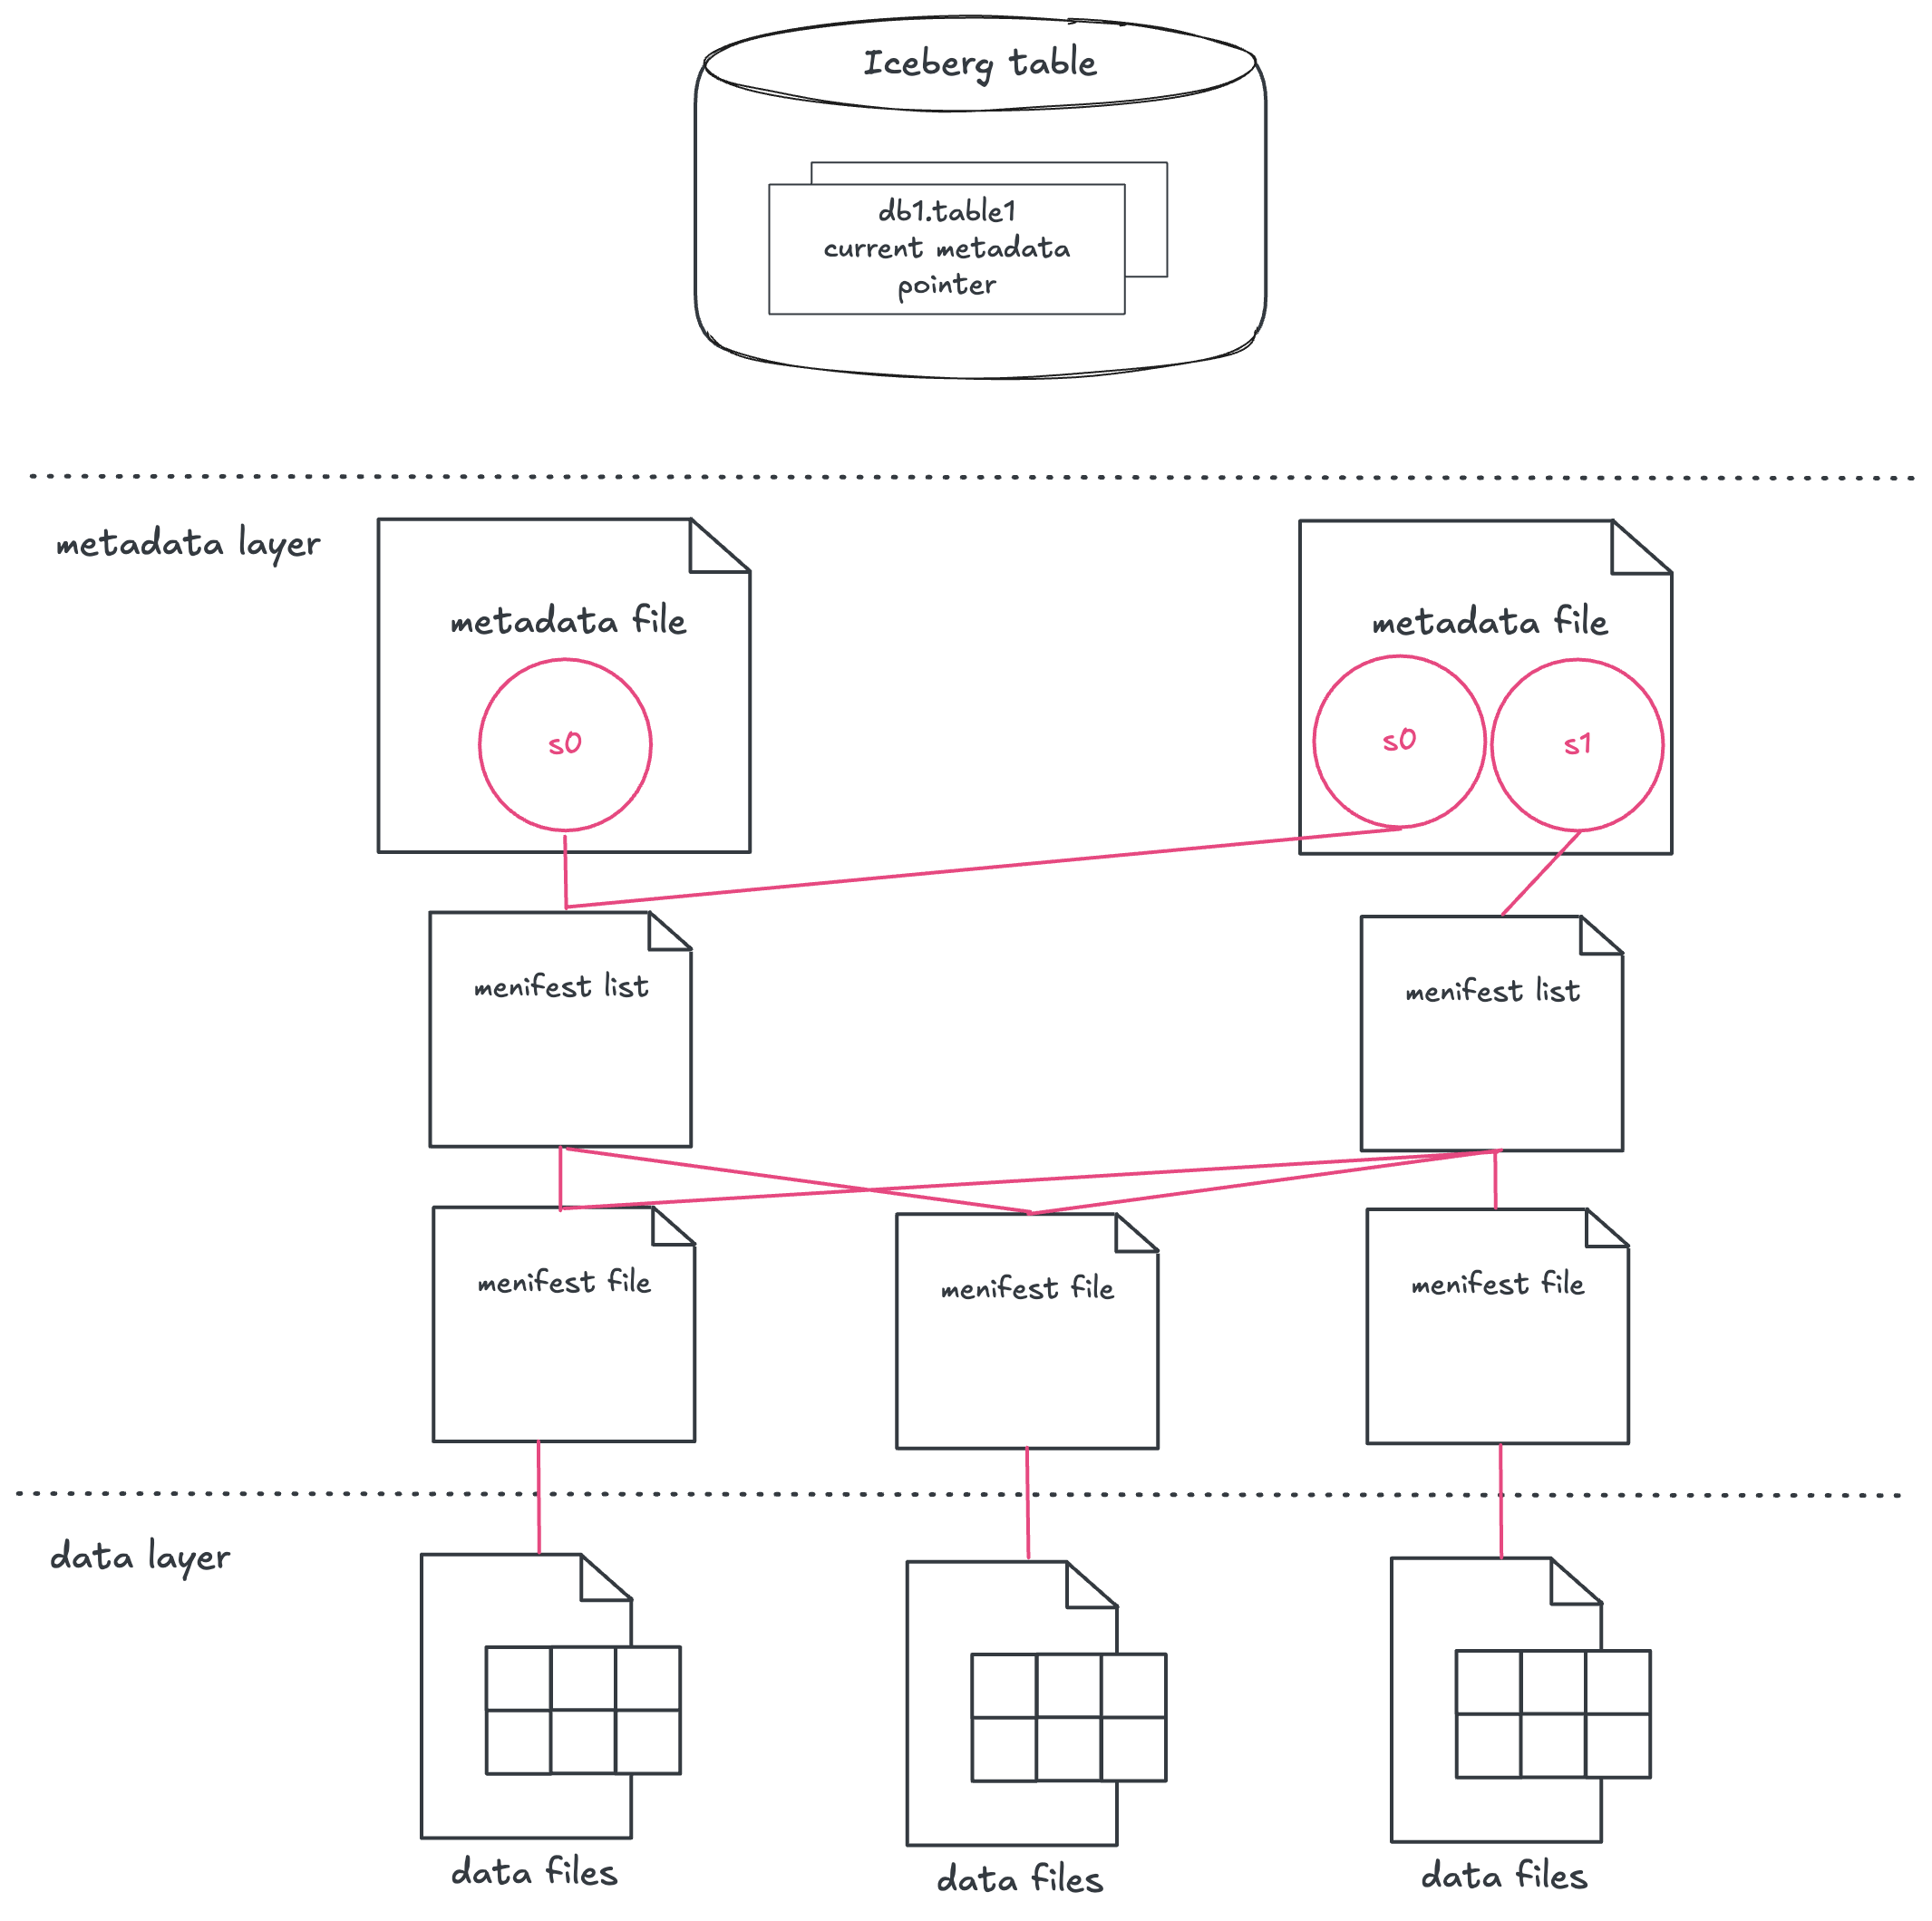 Iceberg table
db1.table1
current metadata
pointer
metadata layer
metadata file
metadata file
s0
s0
s1
menifest list
menifest list
menifest file
menifest file
menifest file
data layer
data files
data files
data files